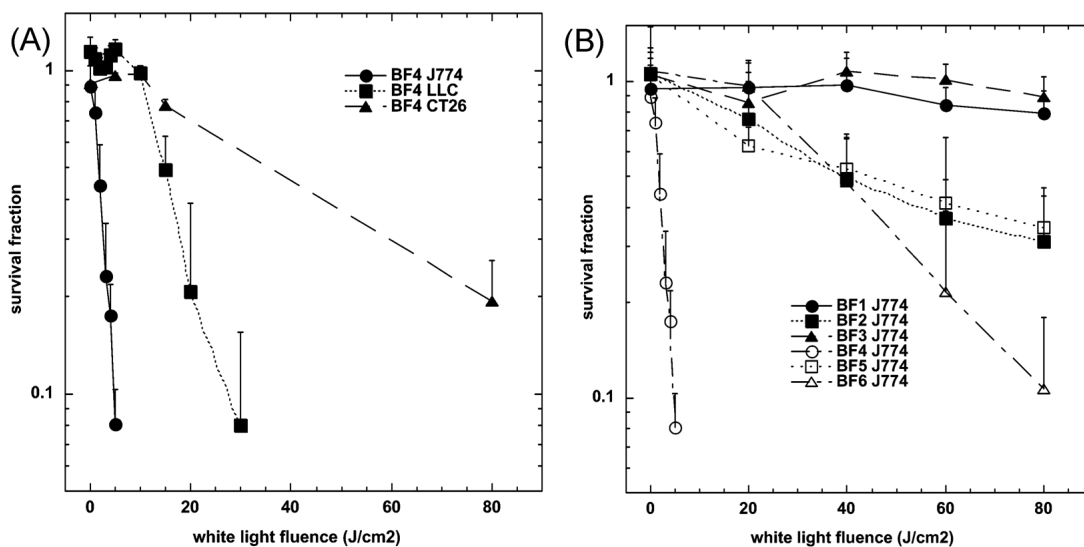 (A)
1
0.1
survival fraction
BF4 J774
BF4 LLC
BF4 CT26
0 20 40 60 80
white light fluence (J/cm2)
(B)
1
0.1
survival fraction
BF1 J774
BF2 J774
BF3 J774
BF4 J774
BF5 J774
BF6 J774
0 20 40 60 80
white light fluence (J/cm2)